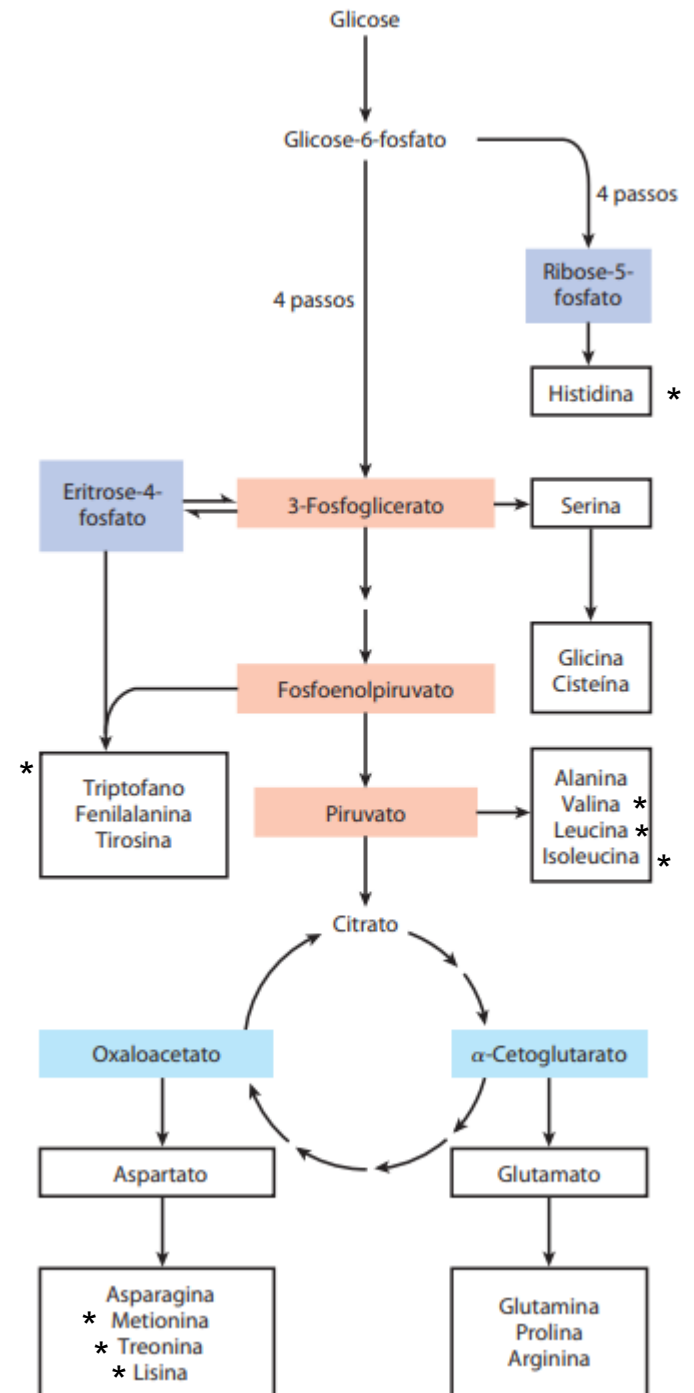 Glicose
Glicose-6-fosfato
4 passos
Ribose-5-
fosfato
4 passos
Histidina *
Eritrose-4-
fosfato
3-Fosfoglicerato
Serina
Glicina
Cisteína
Fosfoenolpiruvato
*
Triptofano
Fenilalanina
Tirosina
Piruvato
Alanina
Valina *
Leucina *
Isoleucina *
Citrato
Oxaloacetato
α-Cetoglutarato
Aspartato
Glutamato
Asparagina
* Metionina
* Treonina
* Lisina
Glutamina
Prolina
Arginina